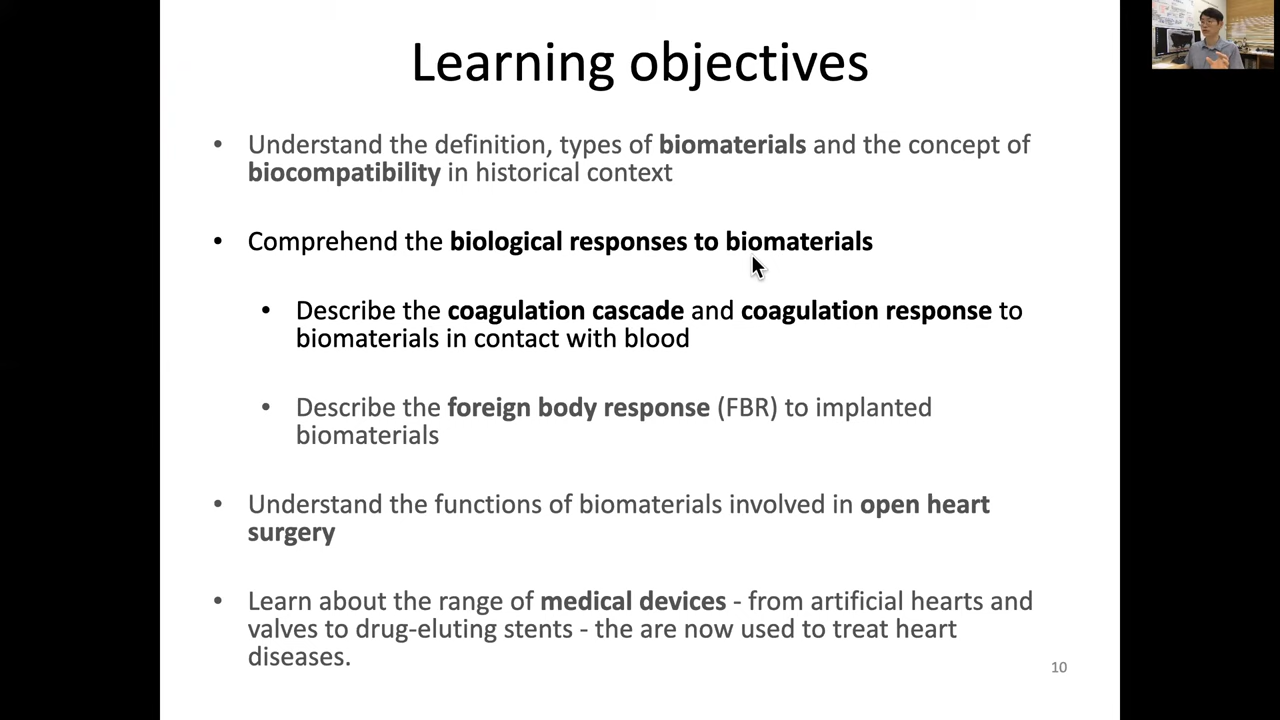 Learning objectives
• Understand the definition, types of biomaterials and the concept of
biocompatibility in historical context
• Comprehend the biological responses to biomaterials
• Describe the coagulation cascade and coagulation response to
biomaterials in contact with blood
• Describe the foreign body response (FBR) to implanted
biomaterials
• Understand the functions of biomaterials involved in open heart
surgery
• Learn about the range of medical devices - from artificial hearts and
valves to drug-eluting stents - the are now used to treat heart
diseases.
10